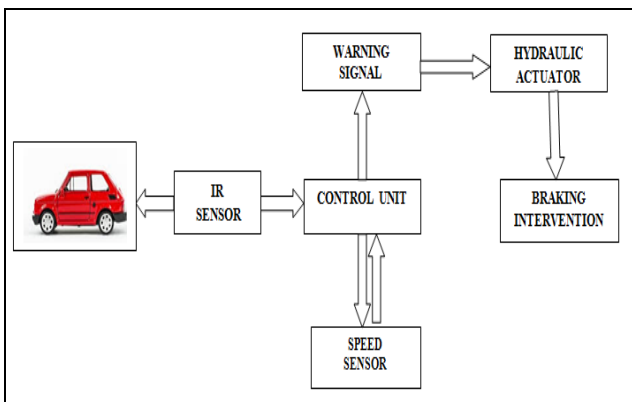 WARNING
SIGNAL
HYDRAULIC
ACTUATOR
IR
SENSOR
CONTROL UNIT
BRAKING
INTERVENTION
SPEED
SENSOR